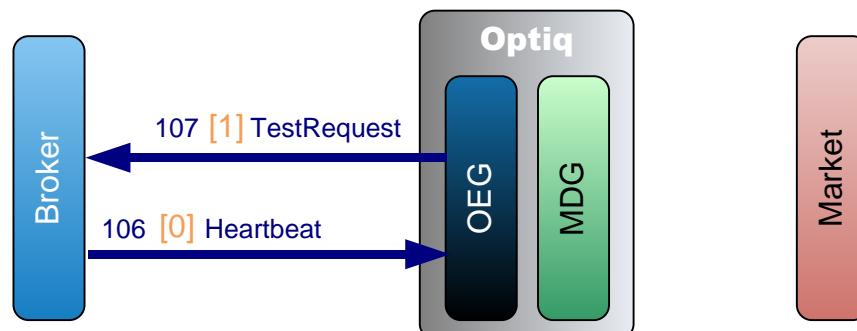 Optiq
107 [1] TestRequest
106 [0] Heartbeat
Broker
OEG
MDG
Market